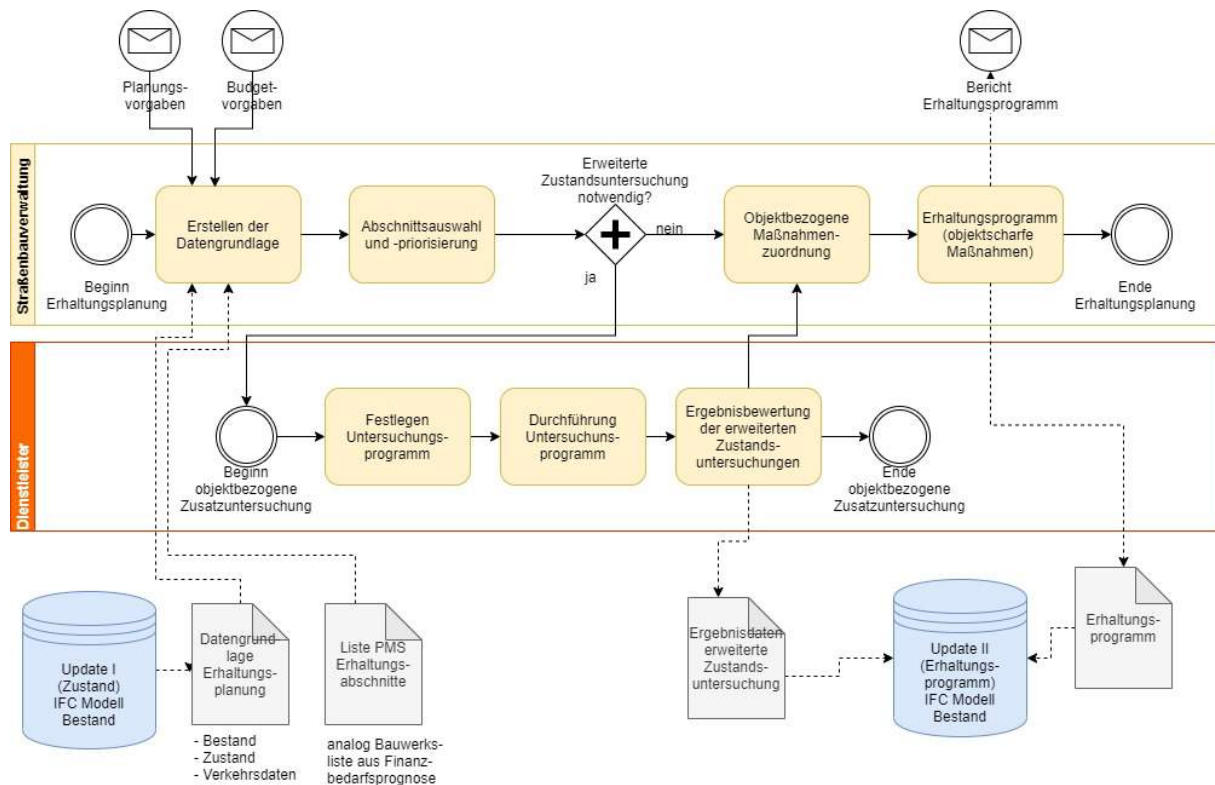 Planungs-
vorgaben
Budget-
vorgaben
Bericht
Erhaltungsprogramm
Straßenbauverwaltung
Beginn
Erhaltungsplanung
Erstellen der
Datengrundlage
Abschnittsauswahl
und -priorisierung
Erweiterte
Zustandsuntersuchung
notwendig?
nein
ja
Objektbezogene
Maßnahmen-
zuordnung
Erhaltungsprogramm
(objektscharfe
Maßnahmen)
Ende
Erhaltungsplanung
Dienstleister
Beginn
objektbezogene
Zusatzuntersuchung
Festlegen
Untersuchungs-
programm
Durchführung
Untersuchuns-
programm
Ergebnisbewertung
der erweiterten
Zustands-
untersuchungen
Ende
objektbezogene
Zusatzuntersuchung
Update I
(Zustand)
IFC Modell
Bestand
Datengrund
lage
Erhaltungs-
planung
- Bestand
- Zustand
- Verkehrsdaten
Liste PMS
Erhaltungs-
abschnitte
analog Bauwerks-
liste aus Finanz-
bedarfsprognose
Ergebnisdaten
erweiterte
Zustands-
untersuchung
Update II
(Erhaltungs-
programm)
IFC Modell
Bestand
Erhaltungs-
programm